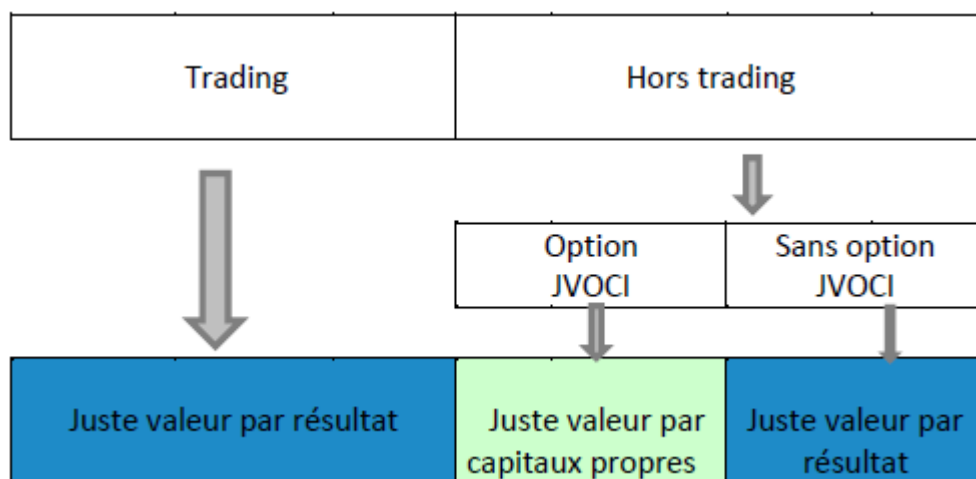 Trading
Hors trading
Option
JVOCI
Sans option
JVOCI
Juste valeur par résultat
Juste valeur par
capitaux propres
Juste valeur par
résultat